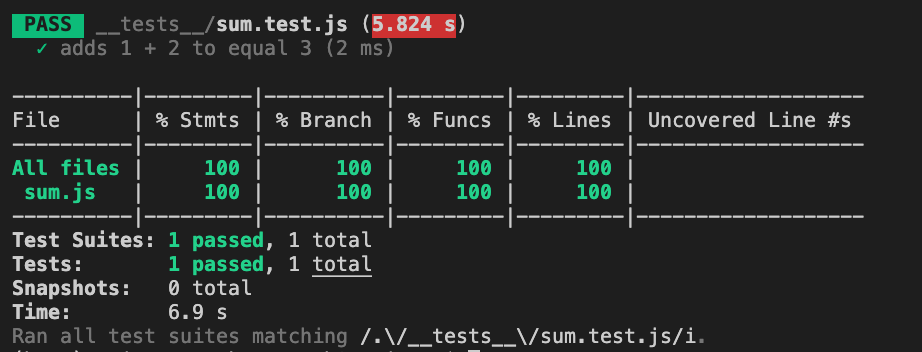 PASS __tests__/sum.test.js (5.824 s)
✓ adds 1 + 2 to equal 3 (2 ms)
----------|---------|----------|---------|---------|-------------------
File      | % Stmts | % Branch | % Funcs | % Lines | Uncovered Line #s
----------|---------|----------|---------|---------|-------------------
All files |     100 |      100 |     100 |     100 |
 sum.js   |     100 |      100 |     100 |     100 |
----------|---------|----------|---------|---------|-------------------
Test Suites: 1 passed, 1 total
Tests:       1 passed, 1 total
Snapshots:   0 total
Time:        6.9 s
Ran all test suites matching /.\/__tests__\/sum.test.js/i.